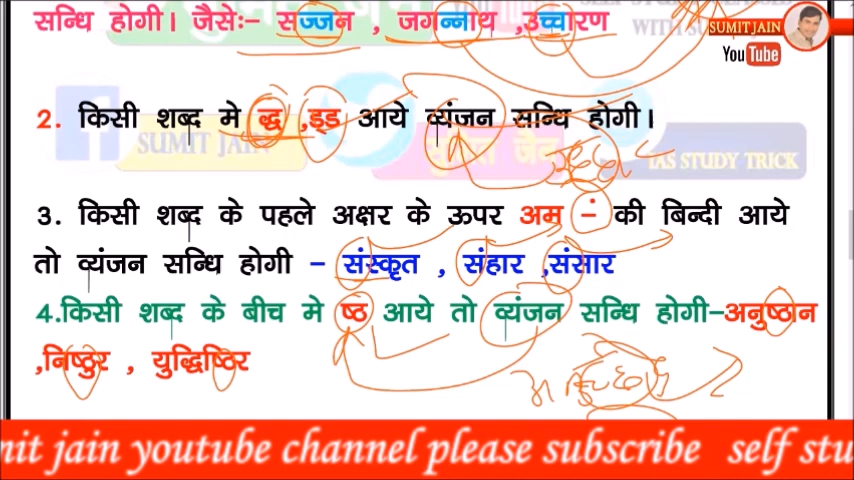 सन्धि होगी। जैसेः- सज्जन , जगन्नाथ ,उच्चारण
SUMIT JAIN
YouTube
2. किसी शब्द मे द्ध ,ड्ड आये व्यंजन सन्धि होगी।
SUMIT JAIN
IAS STUDY TRICK
3. किसी शब्द के पहले अक्षर के ऊपर अम ं की बिन्दी आये
तो व्यंजन सन्धि होगी - संस्कृत , संहार ,संसार
4.किसी शब्द के बीच मे ष्ठ आये तो व्यंजन सन्धि होगी-अनुष्ठान
,निष्ठुर , युद्धिष्ठिर
mit jain youtube channel please subscribe self stu